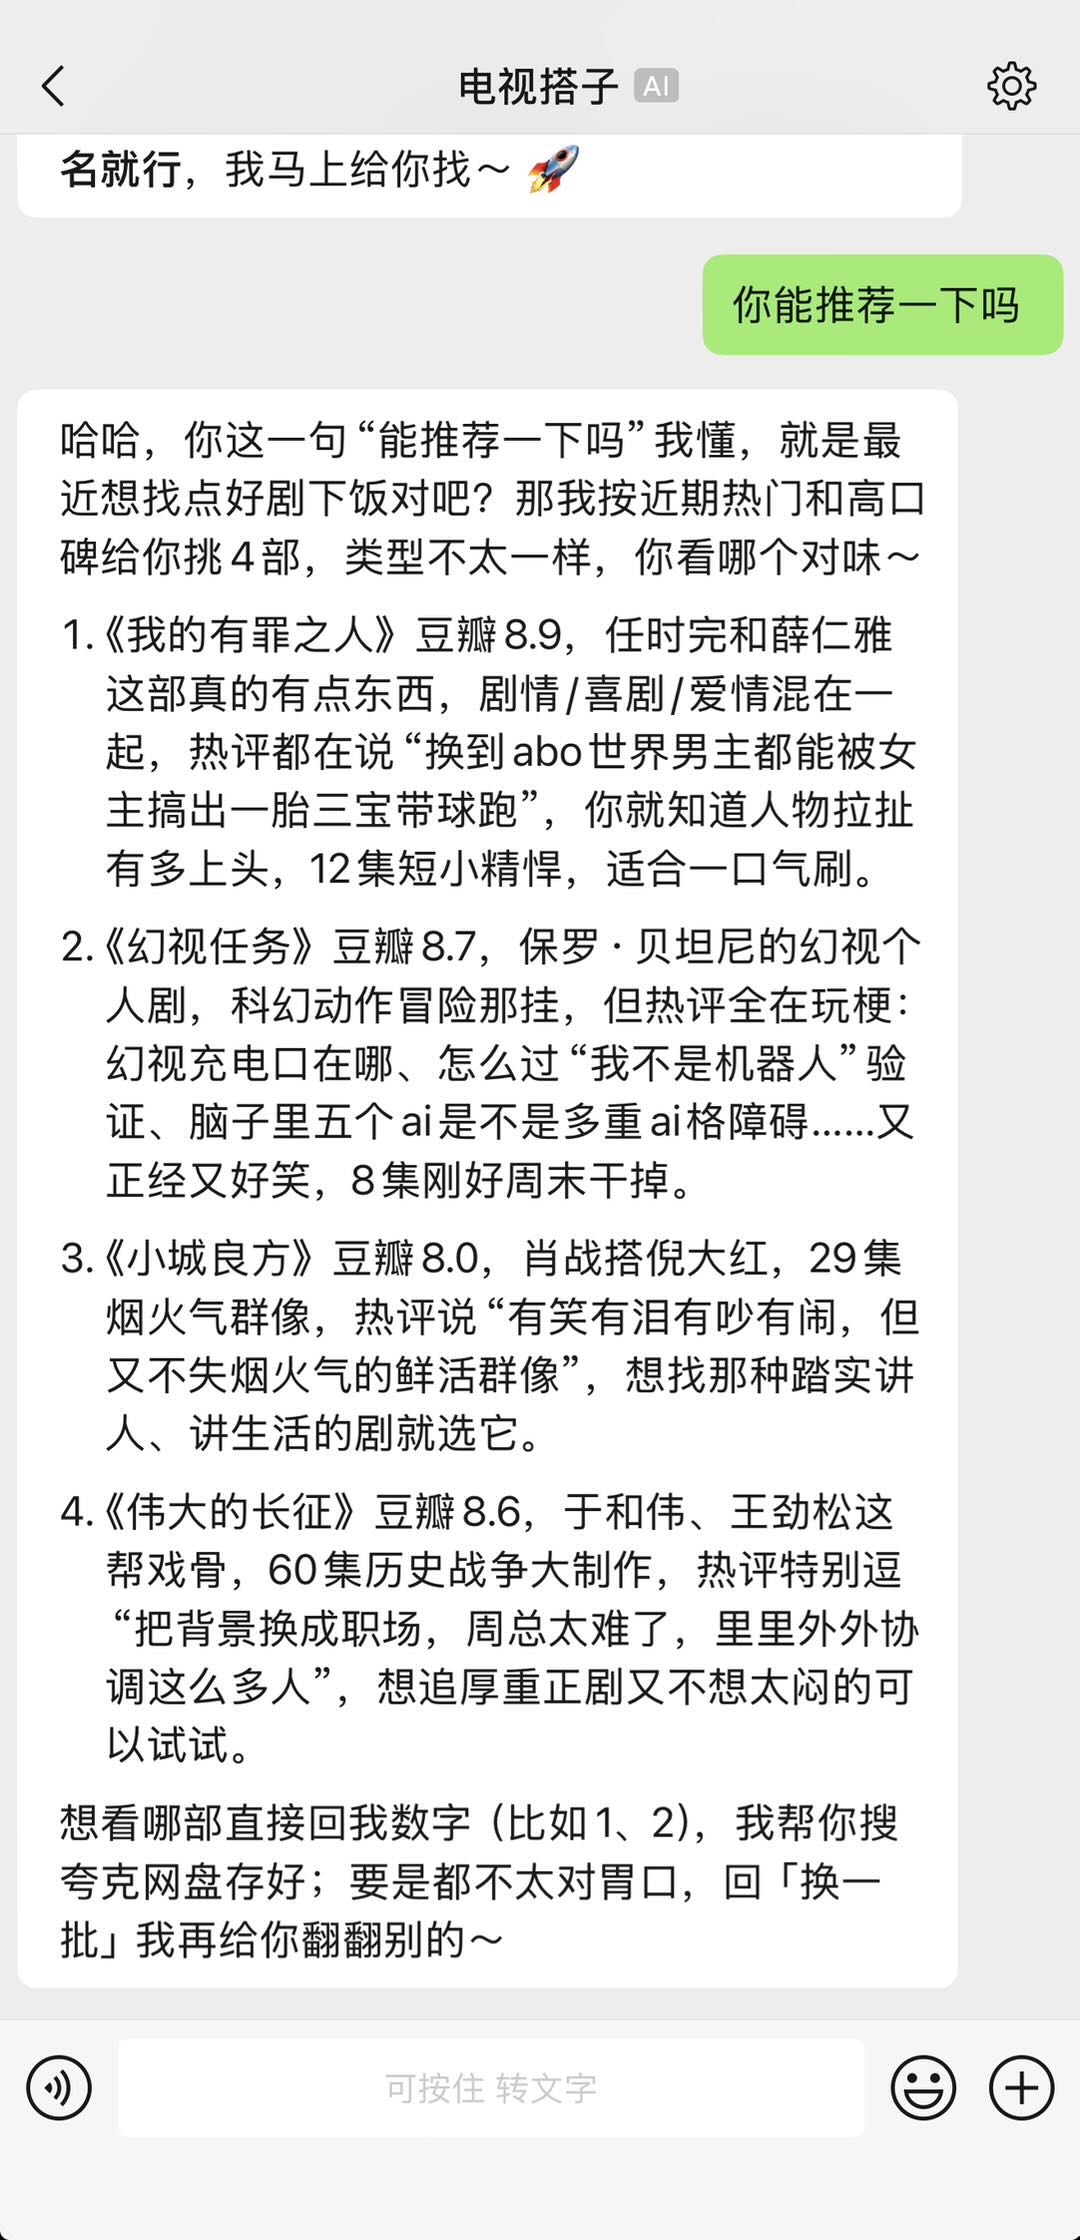 电视搭子 AI
名就行，我马上给你找～ 🚀
你能推荐一下吗
哈哈，你这一句“能推荐一下吗”我懂，就是最
近想找点好剧下饭对吧？那我按近期热门和高口
碑给你挑4部，类型不太一样，你看哪个对味～
1.《我的有罪之人》豆瓣8.9，任时完和薛仁雅
这部真的有点东西，剧情/喜剧/爱情混在一
起，热评都在说“换到abo世界男主都能被女
主搞出一胎三宝带球跑”，你就知道人物拉扯
有多上头，12集短小精悍，适合一口气刷。
2.《幻视任务》豆瓣8.7，保罗·贝坦尼的幻视个
人剧，科幻动作冒险那挂，但热评全在玩梗：
幻视充电口在哪、怎么过“我不是机器人”验
证、脑子里五个ai是不是多重ai格障碍……又
正经又好笑，8集刚好周末干掉。
3.《小城良方》豆瓣8.0，肖战搭倪大红，29集
烟火气群像，热评说“有笑有泪有吵有闹，但
又不失烟火气的鲜活群像”，想找那种踏实讲
人、讲生活的剧就选它。
4.《伟大的长征》豆瓣8.6，于和伟、王劲松这
帮戏骨，60集历史战争大制作，热评特别逗
“把背景换成职场，周总太难了，里里外外协
调这么多人”，想追厚重正剧又不想太闷的可
以试试。
想看哪部直接回我数字（比如1、2），我帮你搜
夸克网盘存好；要是都不太对胃口，回「换一
批」我再给你翻翻别的～
可按住 转文字